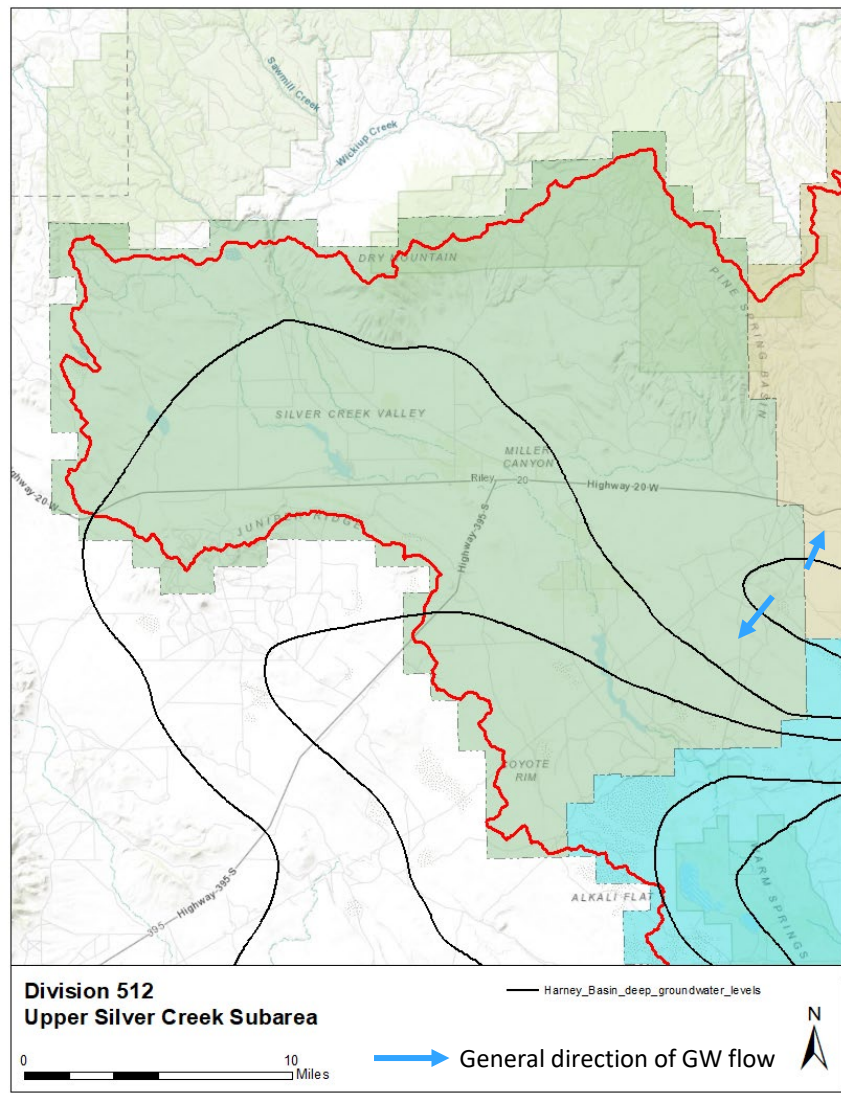 Sawmill Creek
Wickiup Creek
DRY MOUNTAIN
PINE SPRING BASIN
SILVER CREEK VALLEY
MILLER
CANYON
Highway 20 W
Riley
20
Highway 20 W
JUNIPER RIDGE
Highway 395 S
COYOTE
RIM
ALKALI FLAT
WARM SPRINGS
395
Highway 395 S
Division 512
Upper Silver Creek Subarea
Harney_Basin_deep_groundwater_levels
N
0
10
Miles
General direction of GW flow